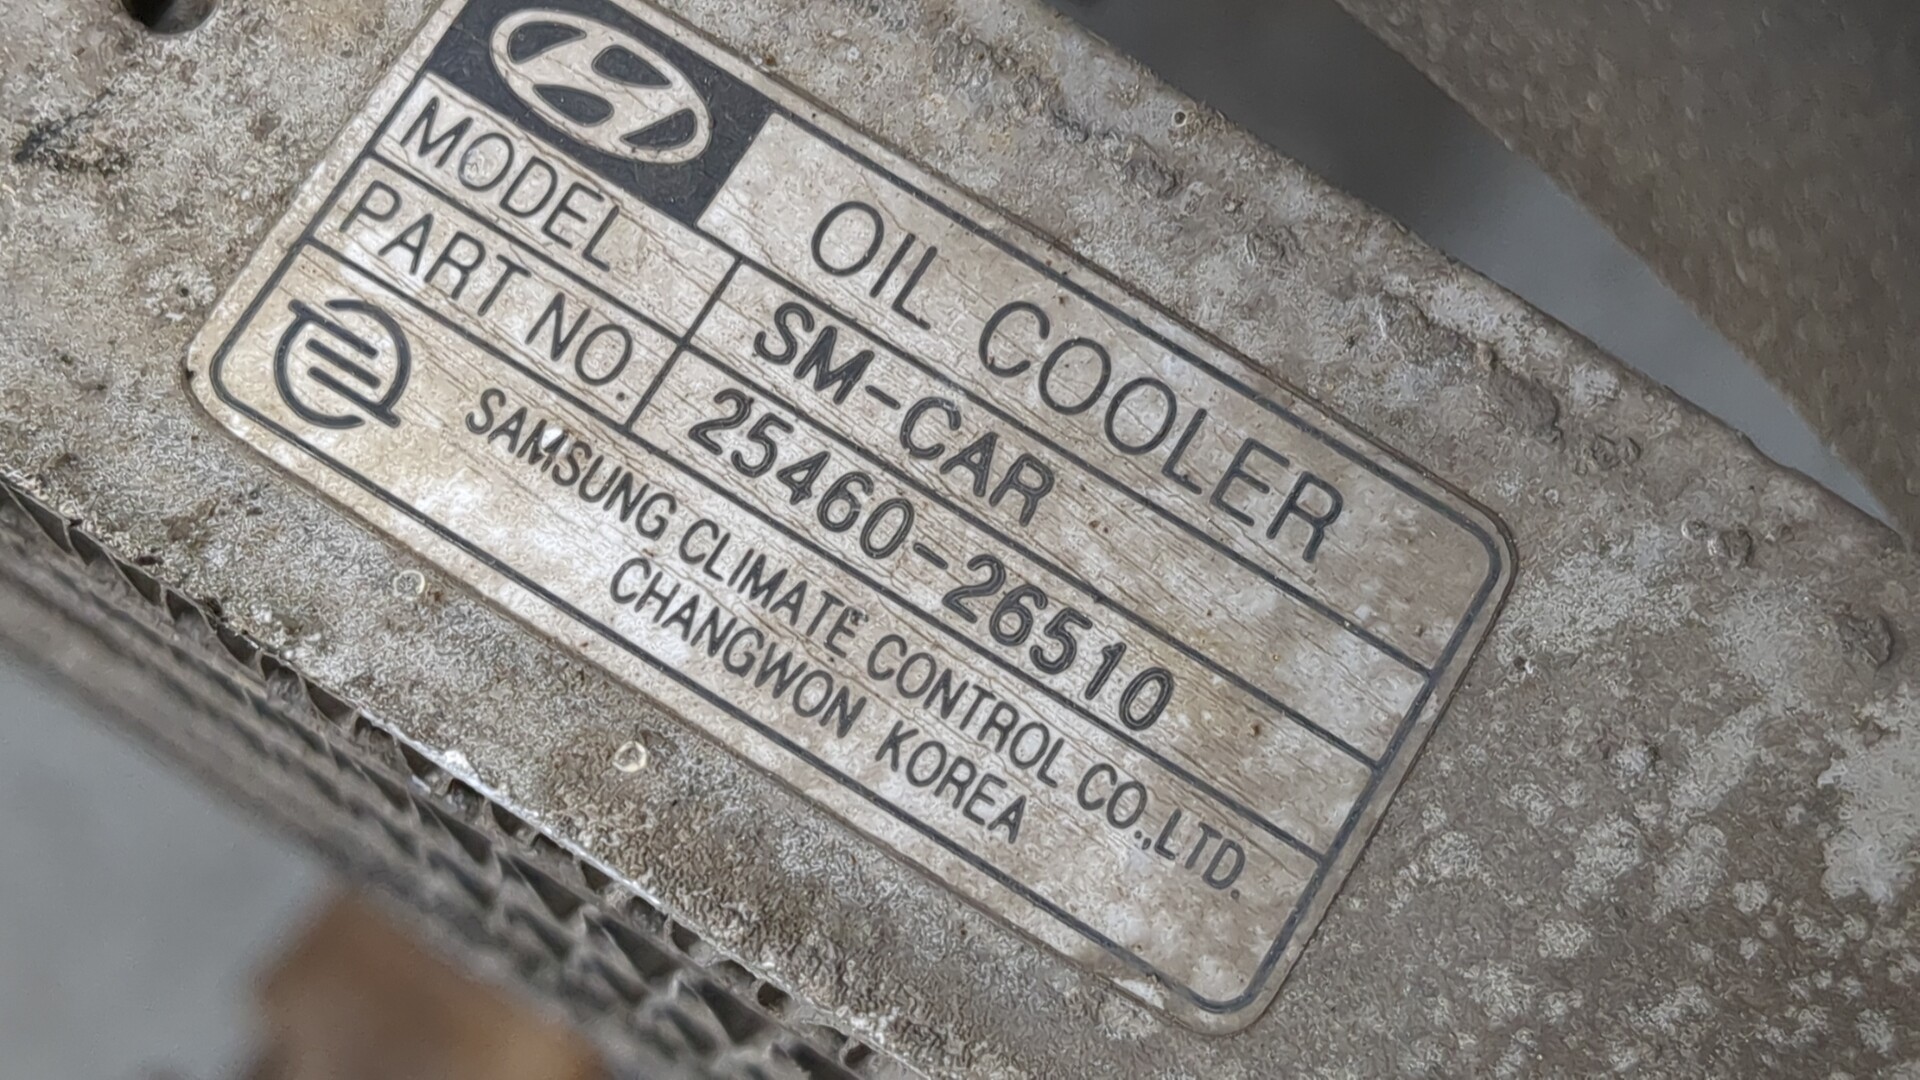 OIL COOLER
MODEL SM-CAR
PART NO. 25460-26510
SAMSUNG CLIMATE CONTROL CO.,LTD.
CHANGWON KOREA